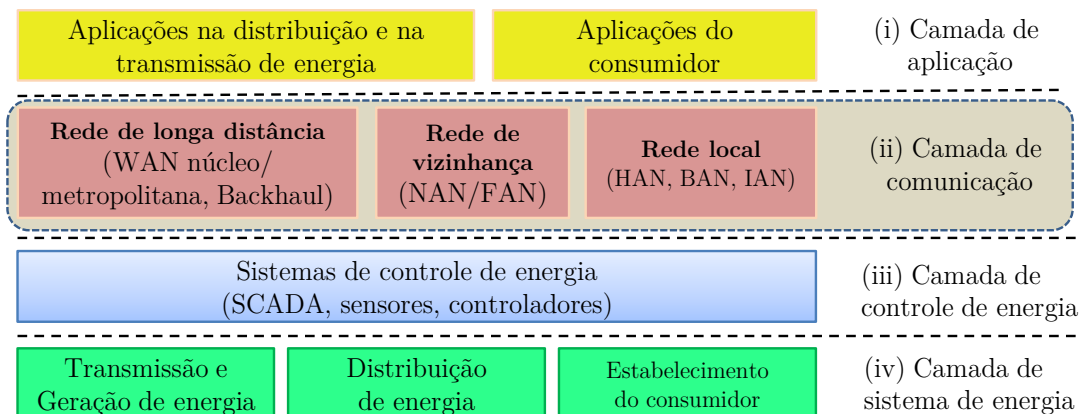 Aplicações na distribuição e na
transmissão de energia
Aplicações do
consumidor
(i) Camada de
aplicação
Rede de longa distância
(WAN núcleo/
metropolitana, Backhaul)
Rede de
vizinhança
(NAN/FAN)
Rede local
(HAN, BAN, IAN)
(ii) Camada de
comunicação
Sistemas de controle de energia
(SCADA, sensores, controladores)
(iii) Camada de
controle de energia
Transmissão e
Geração de energia
Distribuição
de energia
Estabelecimento
do consumidor
(iv) Camada de
sistema de energia